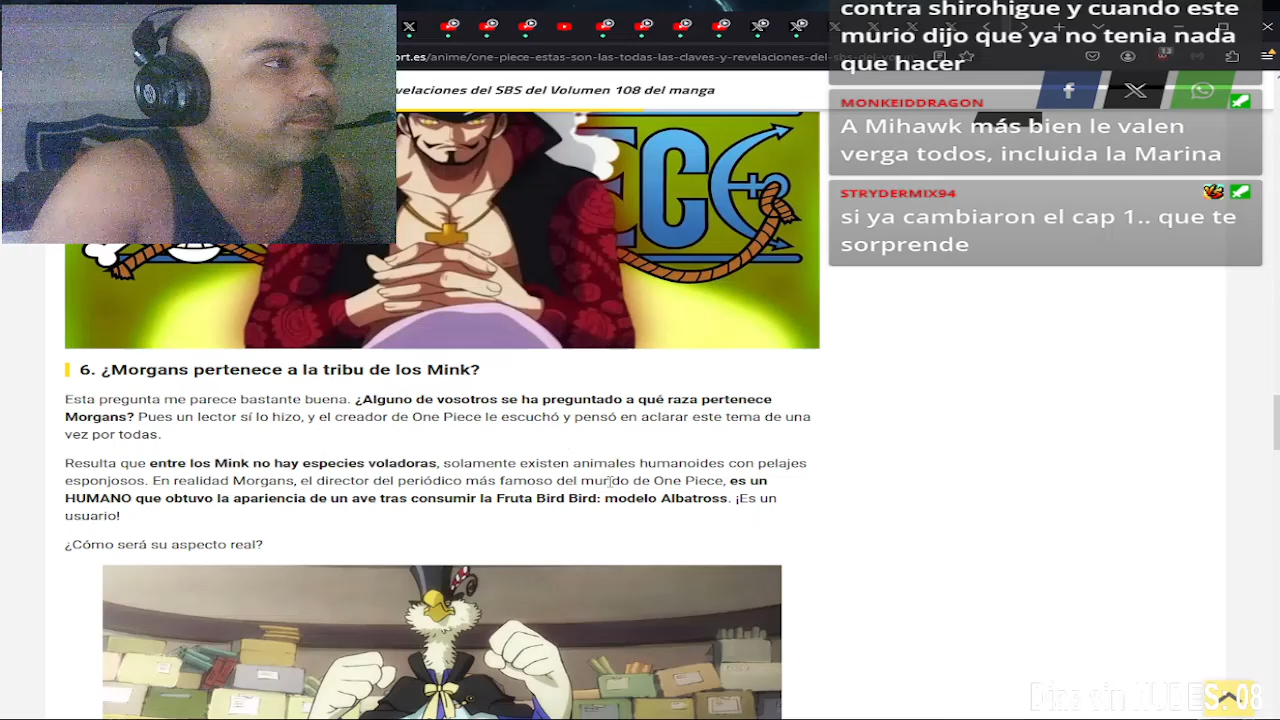 contra shirohigue y cuando este
murio dijo que ya no tenia nada
que hacer
ort.es/anime/one-piece-estas-son-las-todas-las-claves-y-revelaciones-del-sbs-del-vo
velaciones del SBS del Volumen 108 del manga
MONKEIDDRAGON
A Mihawk más bien le valen
verga todos, incluida la Marina
STRYDERMIX94
si ya cambiaron el cap 1.. que te
sorprende
6. ¿Morgans pertenece a la tribu de los Mink?
Esta pregunta me parece bastante buena. ¿Alguno de vosotros se ha preguntado a qué raza pertenece
Morgans? Pues un lector sí lo hizo, y el creador de One Piece le escuchó y pensó en aclarar este tema de una
vez por todas.
Resulta que entre los Mink no hay especies voladoras, solamente existen animales humanoides con pelajes
esponjosos. En realidad Morgans, el director del periódico más famoso del mundo de One Piece, es un
HUMANO que obtuvo la apariencia de un ave tras consumir la Fruta Bird Bird: modelo Albatross. ¡Es un
usuario!
¿Cómo será su aspecto real?
Dias sin NUDES: 08